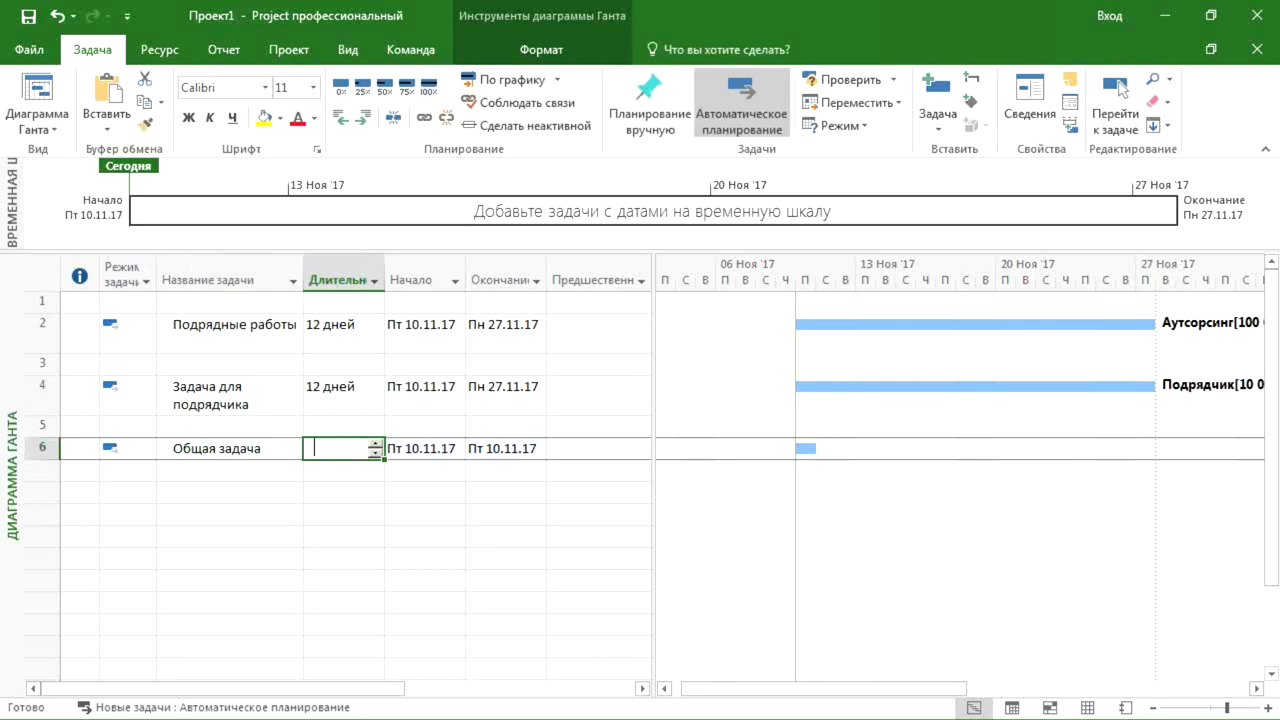 Проект1 - Project профессиональный
Инструменты диаграммы Ганта
Вход
Файл Задача Ресурс Отчет Проект Вид Команда Формат Что вы хотите сделать?
Диаграмма Ганта
Вид
Вставить
Буфер обмена
Calibri 11
Ж К Ч А
Шрифт
0% 25% 50% 75% 100%
По графику
Соблюдать связи
Сделать неактивной
Планирование
Планирование вручную
Автоматическое планирование
Проверить
Переместить
Режим
Задачи
Задача
Вставить
Сведения
Свойства
Перейти к задаче
Редактирование
ВРЕМЕННАЯ Ш
Сегодня
13 Ноя '17 20 Ноя '17 27 Ноя '17
Начало
Пт 10.11.17
Добавьте задачи с датами на временную шкалу
Окончание
Пн 27.11.17
ДИАГРАММА ГАНТА
Режим задачи Название задачи Длительн Начало Окончани Предшественн
06 Ноя '17 13 Ноя '17 20 Ноя '17 27 Ноя '17
П С В П В Ч С П С В П В Ч С П С В П В Ч С П С В П В Ч П С
1
2 Подрядные работы 12 дней Пт 10.11.17 Пн 27.11.17 Аутсорсинг[100
3
4 Задача для подрядчика 12 дней Пт 10.11.17 Пн 27.11.17 Подрядчик[10 0
5
6 Общая задача Пт 10.11.17 Пт 10.11.17
Готово Новые задачи : Автоматическое планирование